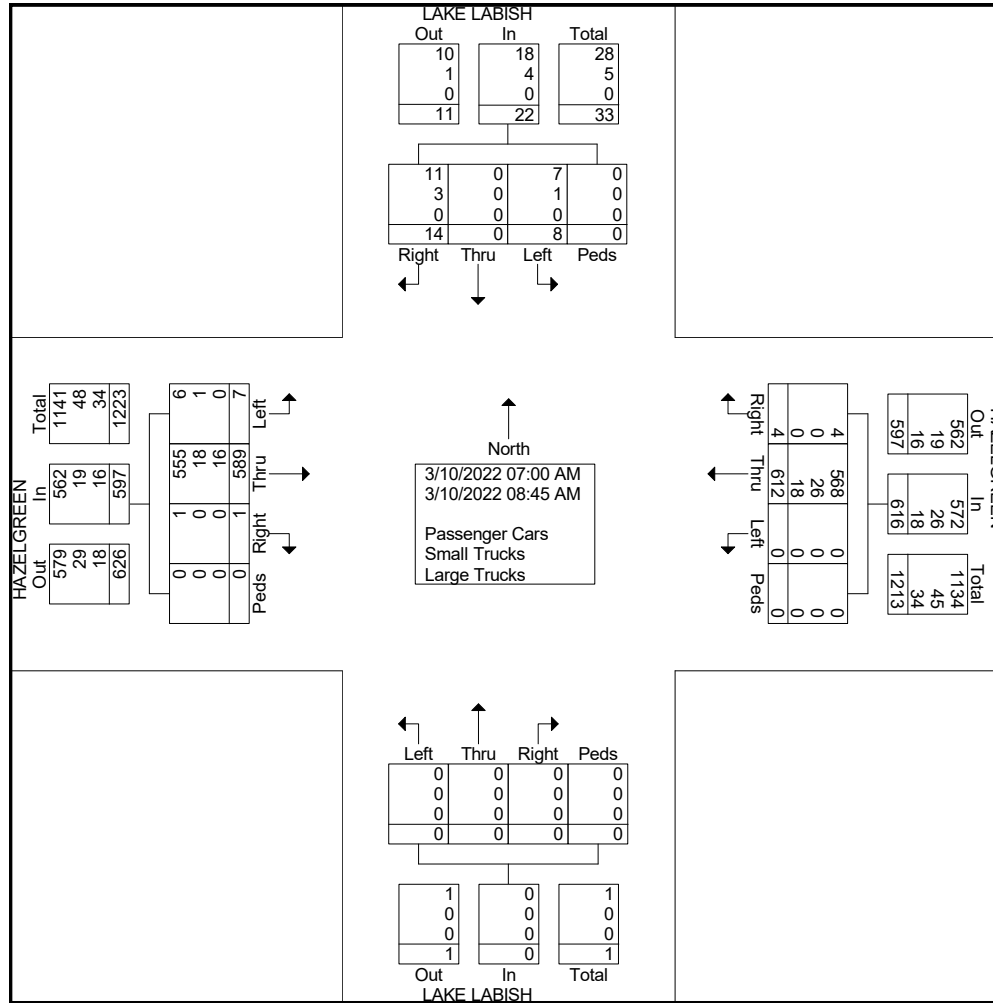 LAKE LABISH
Out In Total
10 18 28
1 4 5
0 0 0
11 22 33
11 0 7 0
3 0 1 0
0 0 0 0
14 0 8 0
Right Thru Left Peds
HAZELGREEN
Total In Out
1141 562 579
48 19 29
34 16 18
1223 597 626
6 555 1 0
1 18 0 0
0 16 0 0
7 589 1 0
Left Thru Right Peds
North
3/10/2022 07:00 AM
3/10/2022 08:45 AM
Passenger Cars
Small Trucks
Large Trucks
Right Thru Left Peds
4 568 0 0
0 26 0 0
0 18 0 0
4 612 0 0
Out In Total
562 572 1134
19 26 45
16 18 34
597 616 1213
Left Thru Right Peds
0 0 0 0
0 0 0 0
0 0 0 0
0 0 0 0
1 0 1
0 0 0
0 0 0
1 0 1
Out In Total
LAKE LABISH